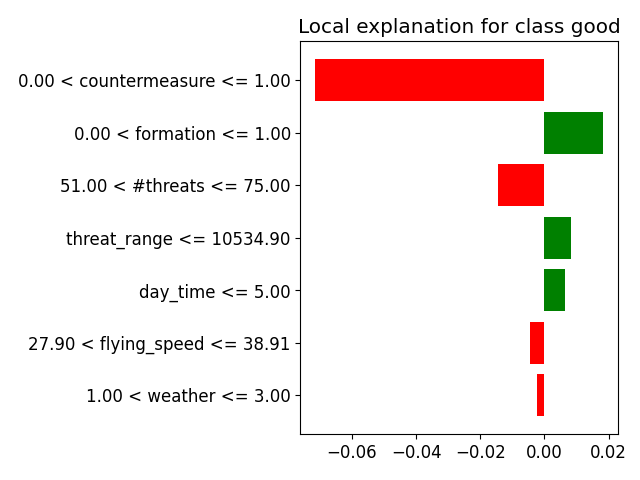 Local explanation for class good
0.00 < countermeasure <= 1.00
0.00 < formation <= 1.00
51.00 < #threats <= 75.00
threat_range <= 10534.90
day_time <= 5.00
27.90 < flying_speed <= 38.91
1.00 < weather <= 3.00
−0.06 −0.04 −0.02 0.00 0.02